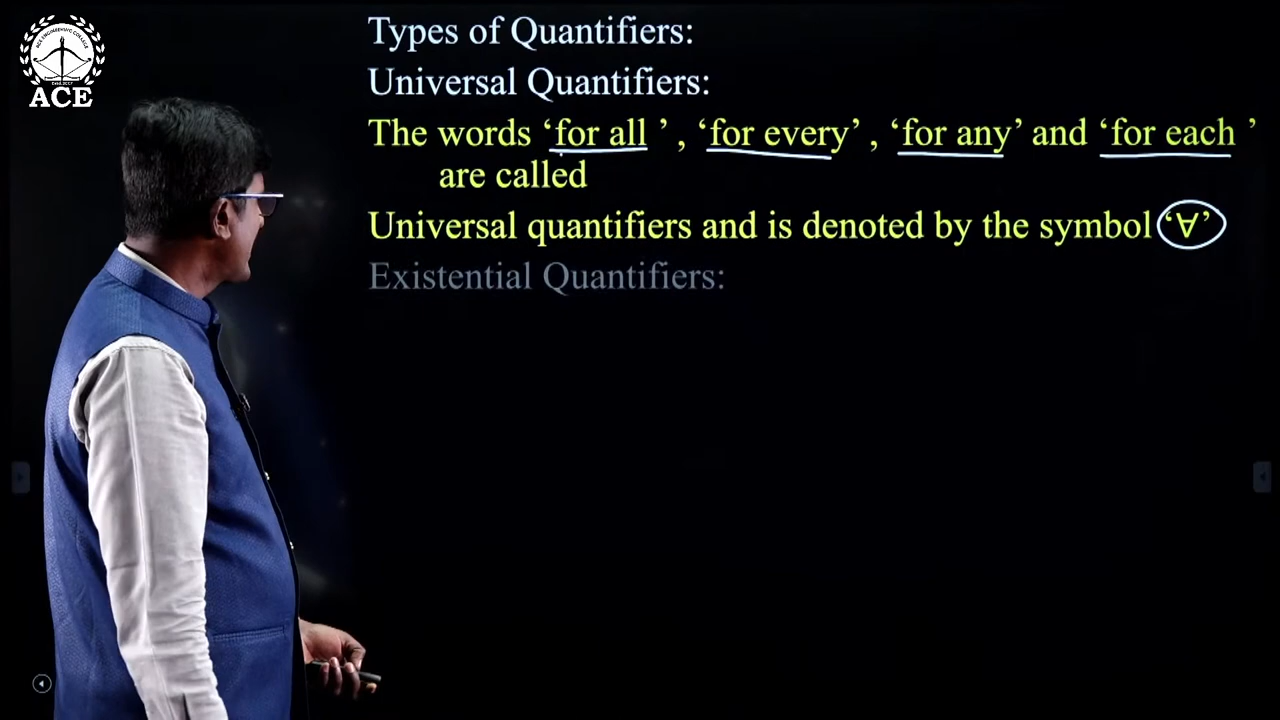 ACE
Types of Quantifiers:
Universal Quantifiers:
The words ‘for all ’ , ‘for every’ , ‘for any’ and ‘for each ’
are called
Universal quantifiers and is denoted by the symbol ‘∀’
Existential Quantifiers: